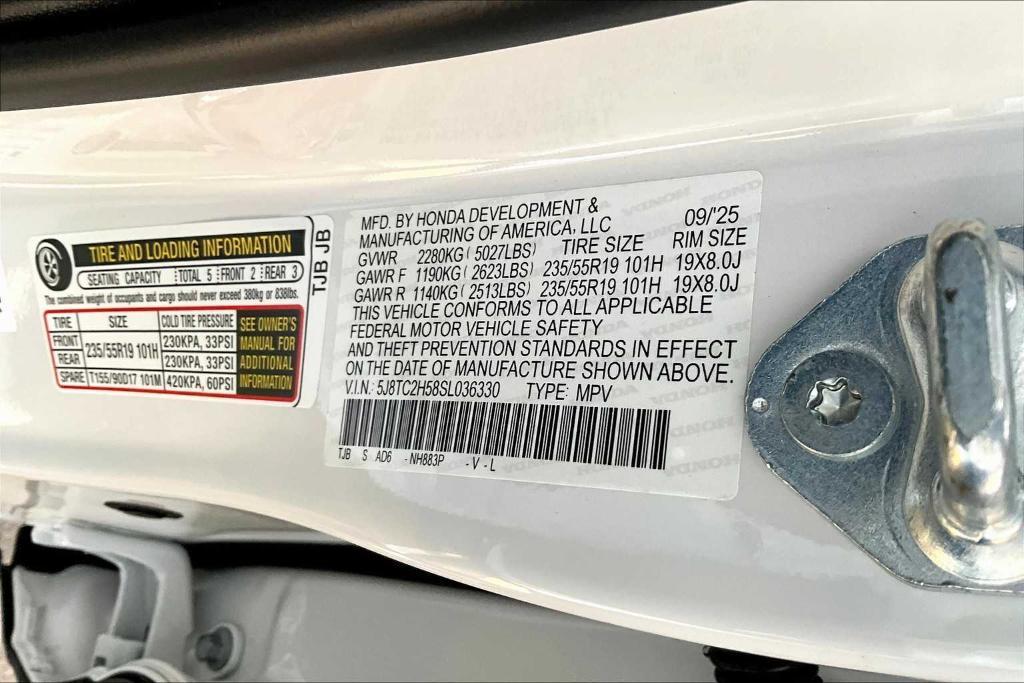 TIRE AND LOADING INFORMATION
SEATING CAPACITY TOTAL 5 FRONT 2 REAR 3
The combined weight of occupants and cargo should never exceed 380kg or 838lbs.
TIRE SIZE COLD TIRE PRESSURE
FRONT 235/55R19 101H 230KPA, 33PSI
REAR 230KPA, 33PSI
SPARE T155/90D17 101M 420KPA, 60PSI
SEE OWNER'S
MANUAL FOR
ADDITIONAL
INFORMATION
TJB JB
MFD. BY HONDA DEVELOPMENT &
MANUFACTURING OF AMERICA, LLC 09/'25
GVWR 2280KG ( 5027LBS) TIRE SIZE RIM SIZE
GAWR F 1190KG ( 2623LBS) 235/55R19 101H 19X8.0J
GAWR R 1140KG ( 2513LBS) 235/55R19 101H 19X8.0J
THIS VEHICLE CONFORMS TO ALL APPLICABLE
FEDERAL MOTOR VEHICLE SAFETY
AND THEFT PREVENTION STANDARDS IN EFFECT
ON THE DATE OF MANUFACTURE SHOWN ABOVE.
V.I.N.: 5J8TC2H58SL036330 TYPE: MPV
TJB S AD6 -NH883P -V-L